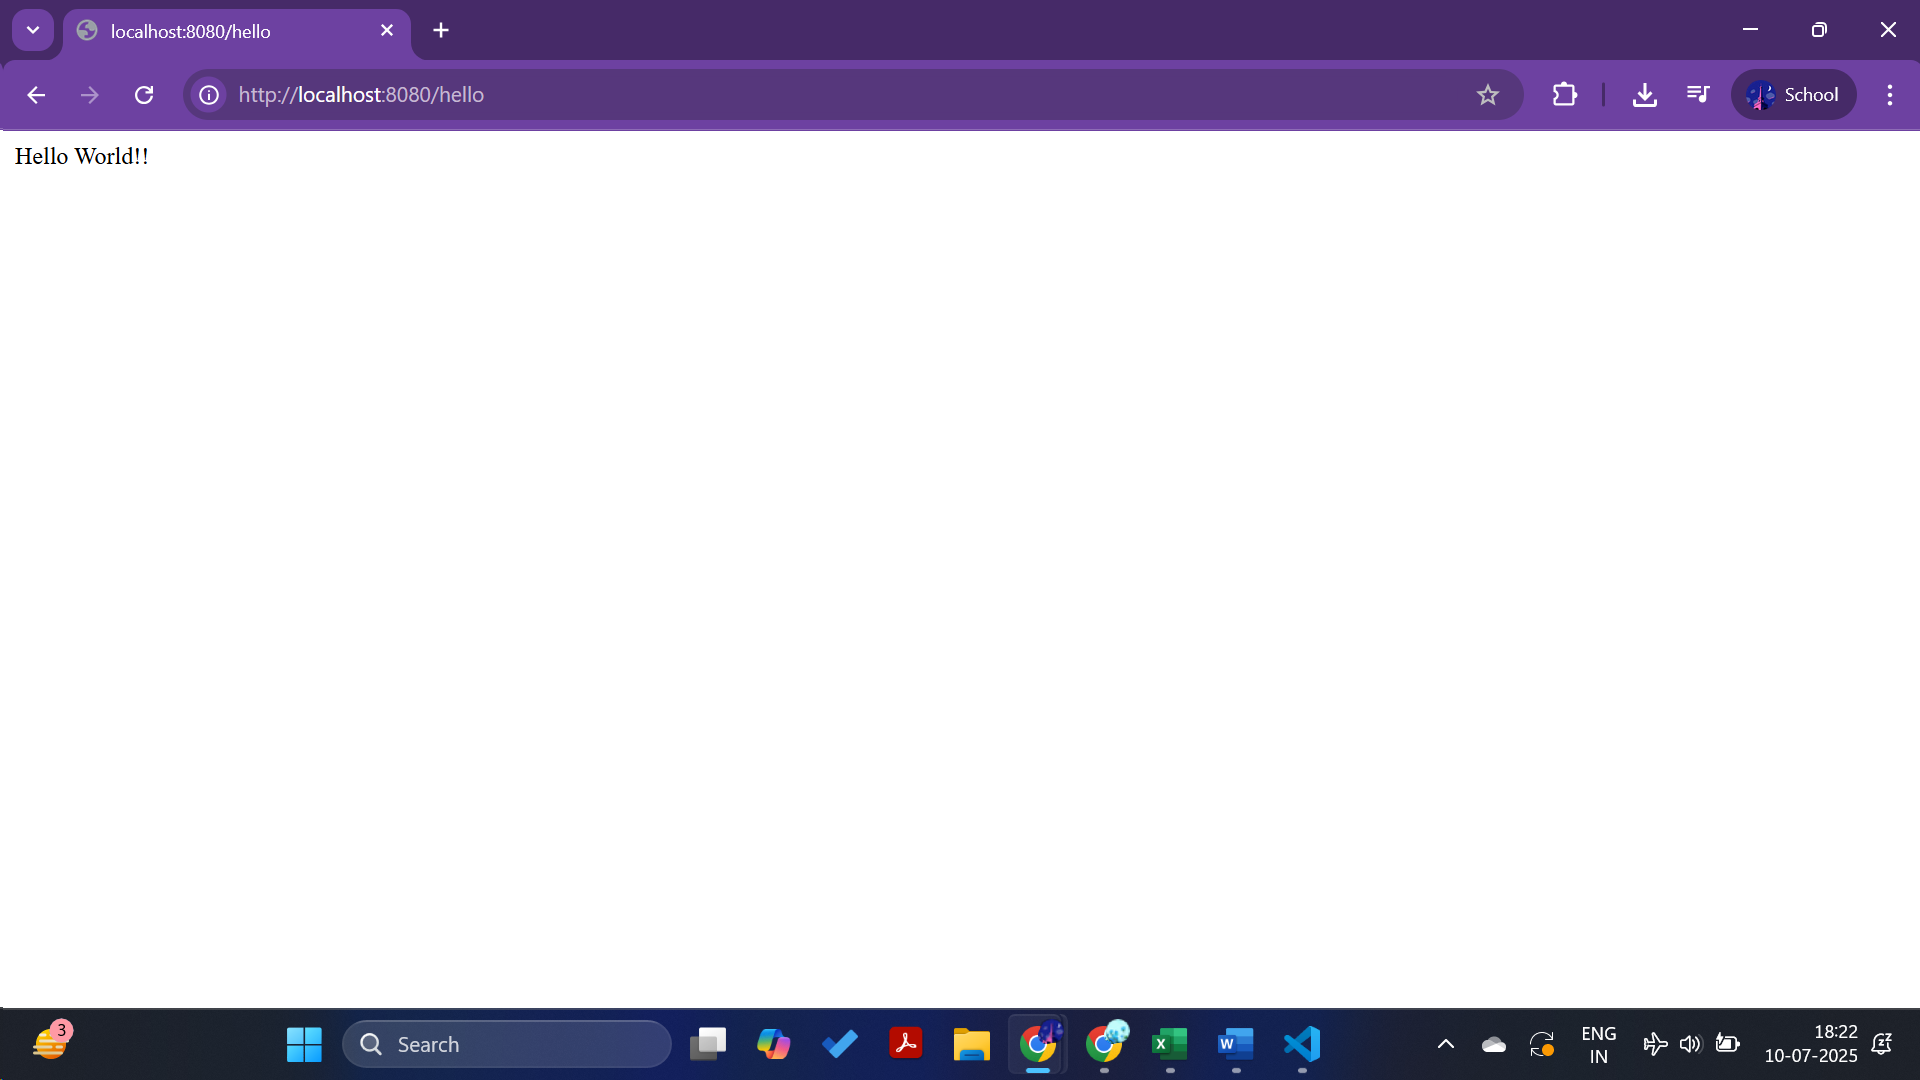 localhost:8080/hello
http://localhost:8080/hello
School
Hello World!!
3
Search
X
W
ENG
IN
18:22
10-07-2025